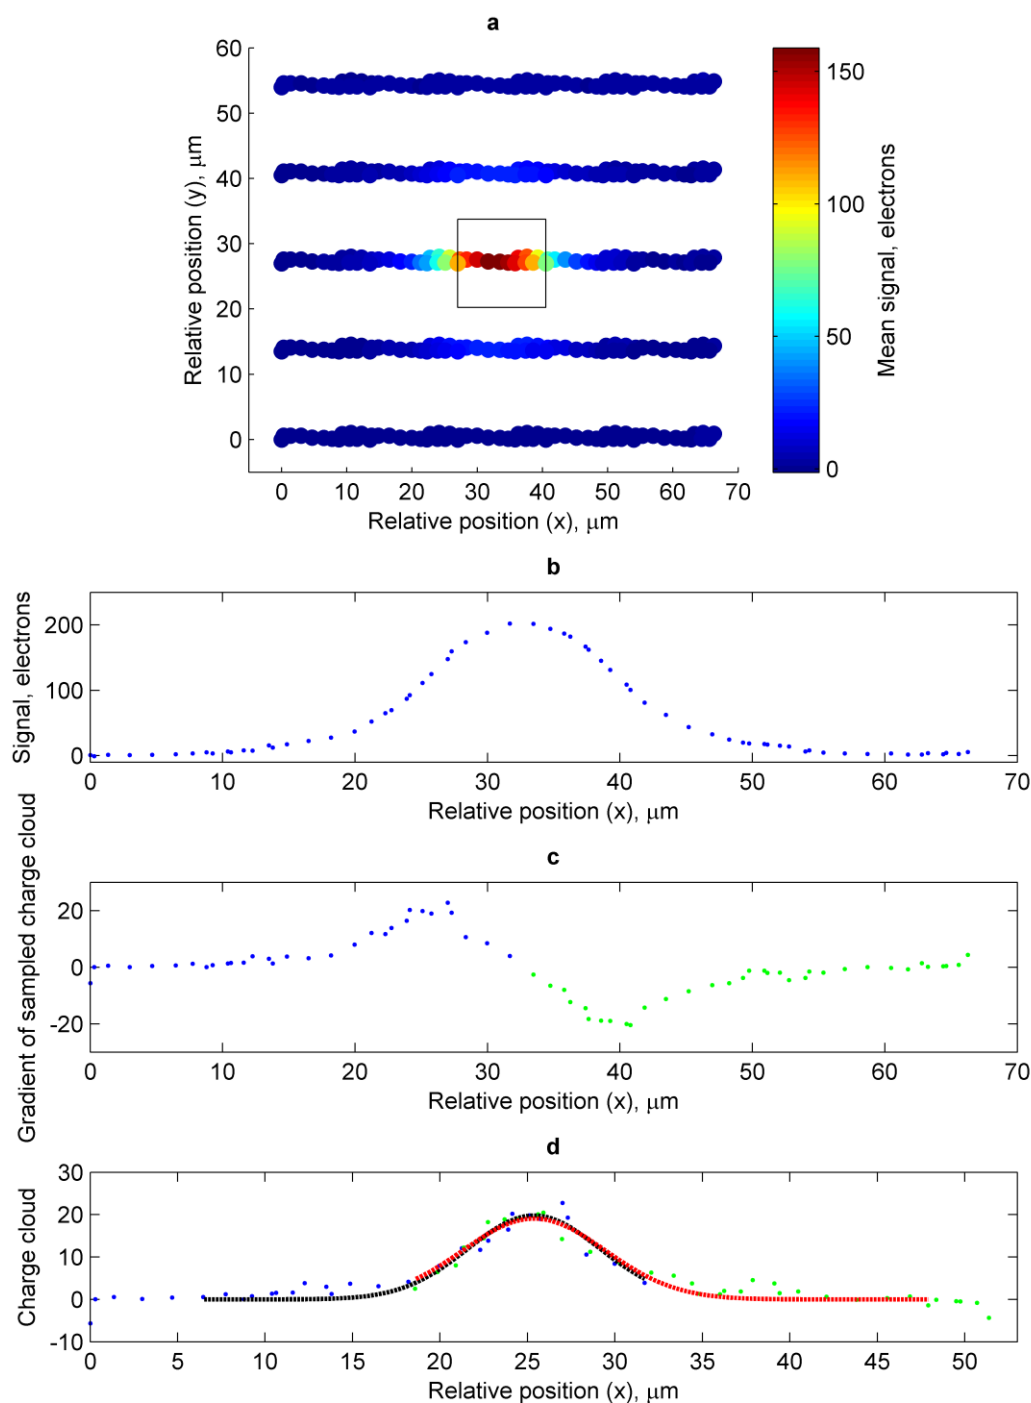 a
60
50
40
30
20
10
0
Relative position (y), μm
0 10 20 30 40 50 60 70
Relative position (x), μm
150
100
50
0
Mean signal, electrons
b
200
100
0
Signal, electrons
0 10 20 30 40 50 60 70
Relative position (x), μm
c
20
0
-20
Gradient of sampled charge cloud
0 10 20 30 40 50 60 70
Relative position (x), μm
d
30
20
10
0
-10
Charge cloud
0 5 10 15 20 25 30 35 40 45 50
Relative position (x), μm